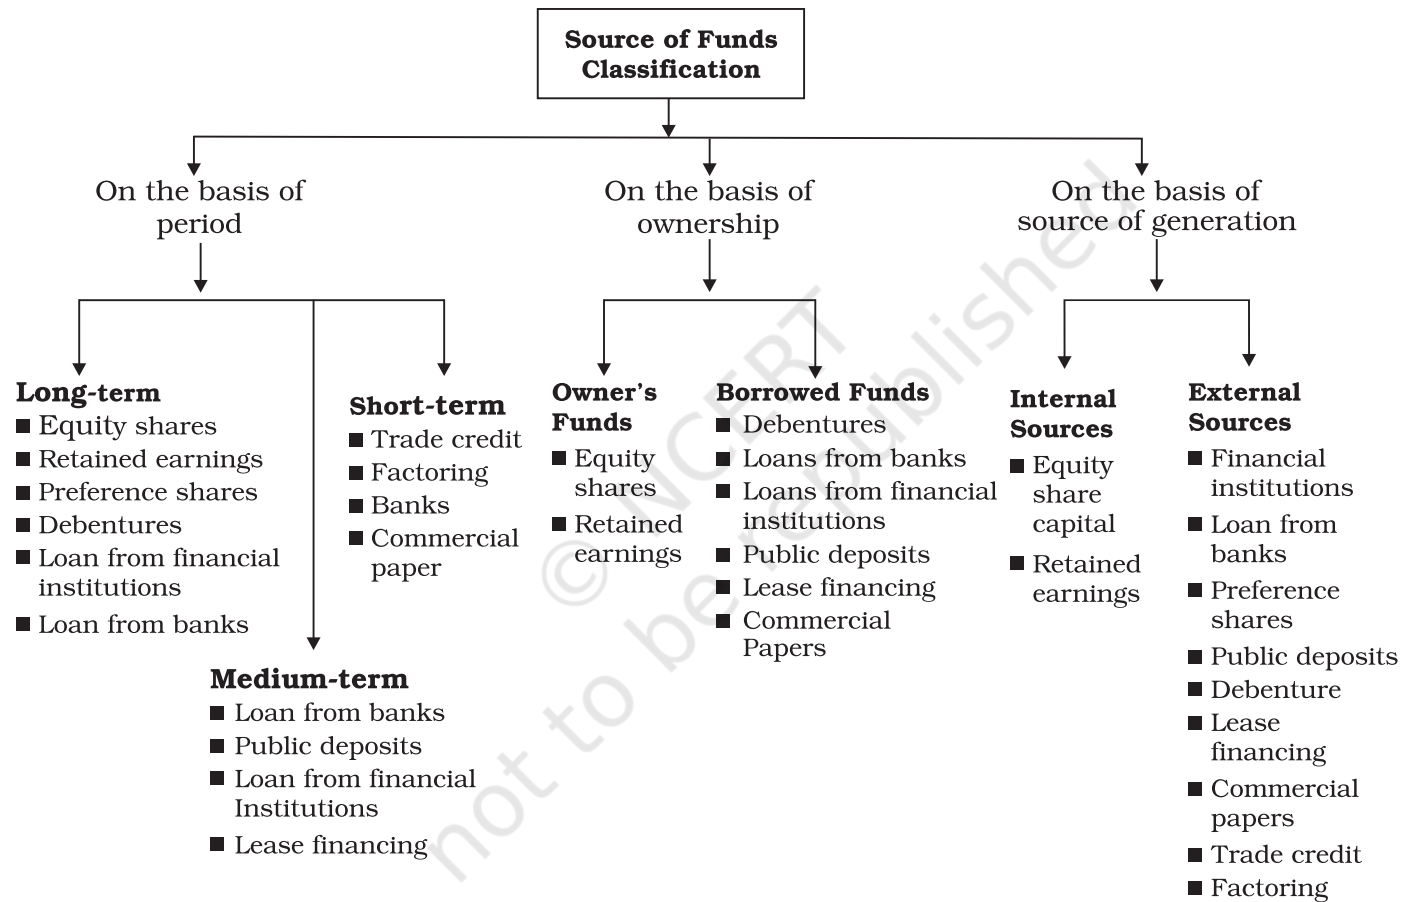 Source of Funds
Classification
On the basis of
period
On the basis of
ownership
On the basis of
source of generation
Long-term
■ Equity shares
■ Retained earnings
■ Preference shares
■ Debentures
■ Loan from financial
institutions
■ Loan from banks
Medium-term
■ Loan from banks
■ Public deposits
■ Loan from financial
Institutions
■ Lease financing
Short-term
■ Trade credit
■ Factoring
■ Banks
■ Commercial
paper
Owner's
Funds
■ Equity
shares
■ Retained
earnings
Borrowed Funds
■ Debentures
■ Loans from banks
■ Loans from financial
institutions
■ Public deposits
■ Lease financing
■ Commercial
Papers
Internal
Sources
■ Equity
share
capital
■ Retained
earnings
External
Sources
■ Financial
institutions
■ Loan from
banks
■ Preference
shares
■ Public deposits
■ Debenture
■ Lease
financing
■ Commercial
papers
■ Trade credit
■ Factoring
© NCERT
not to be republished